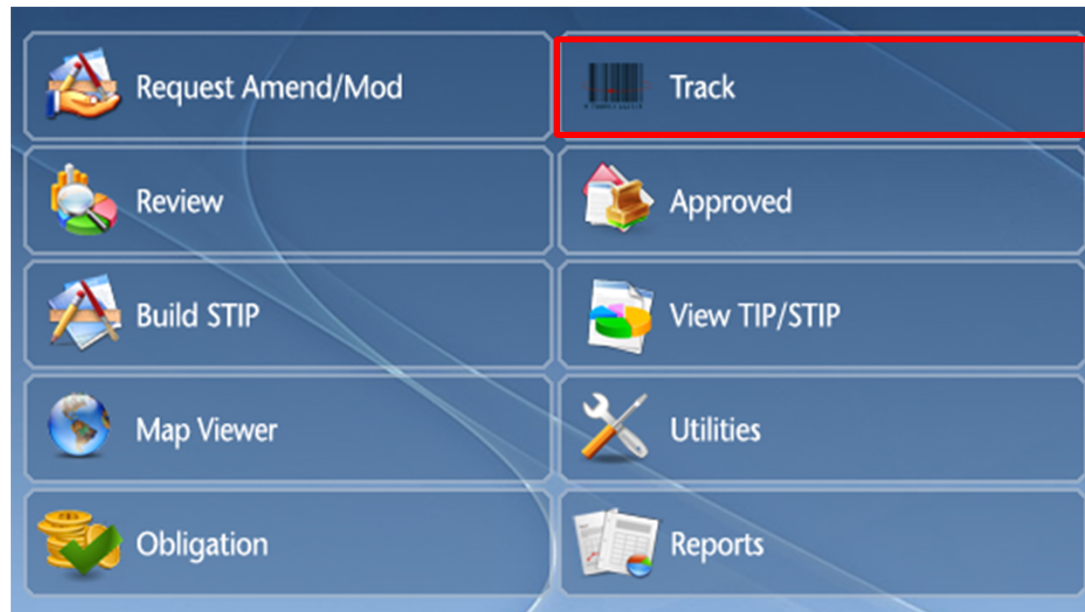 Request Amend/Mod
Track
Review
Approved
Build STIP
View TIP/STIP
Map Viewer
Utilities
Obligation
Reports